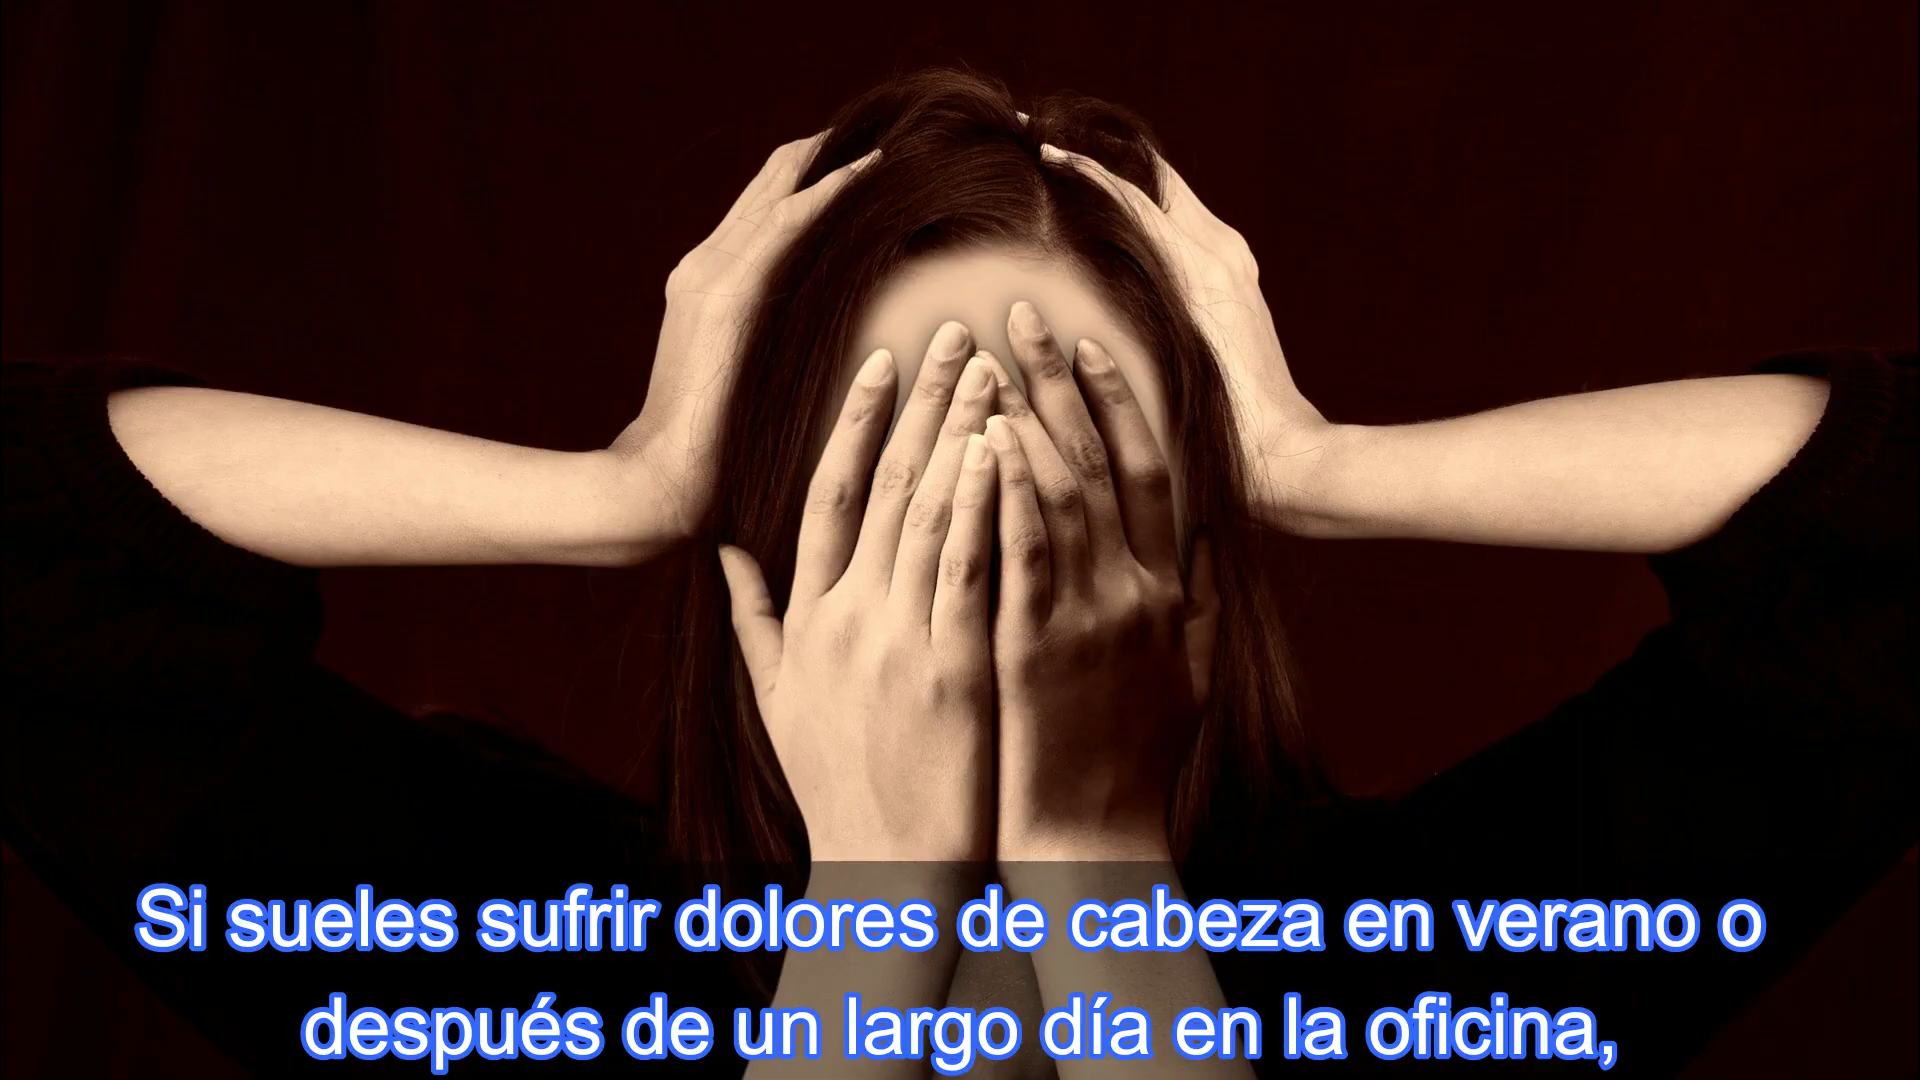 Si sueles sufrir dolores de cabeza en verano o
después de un largo día en la oficina,